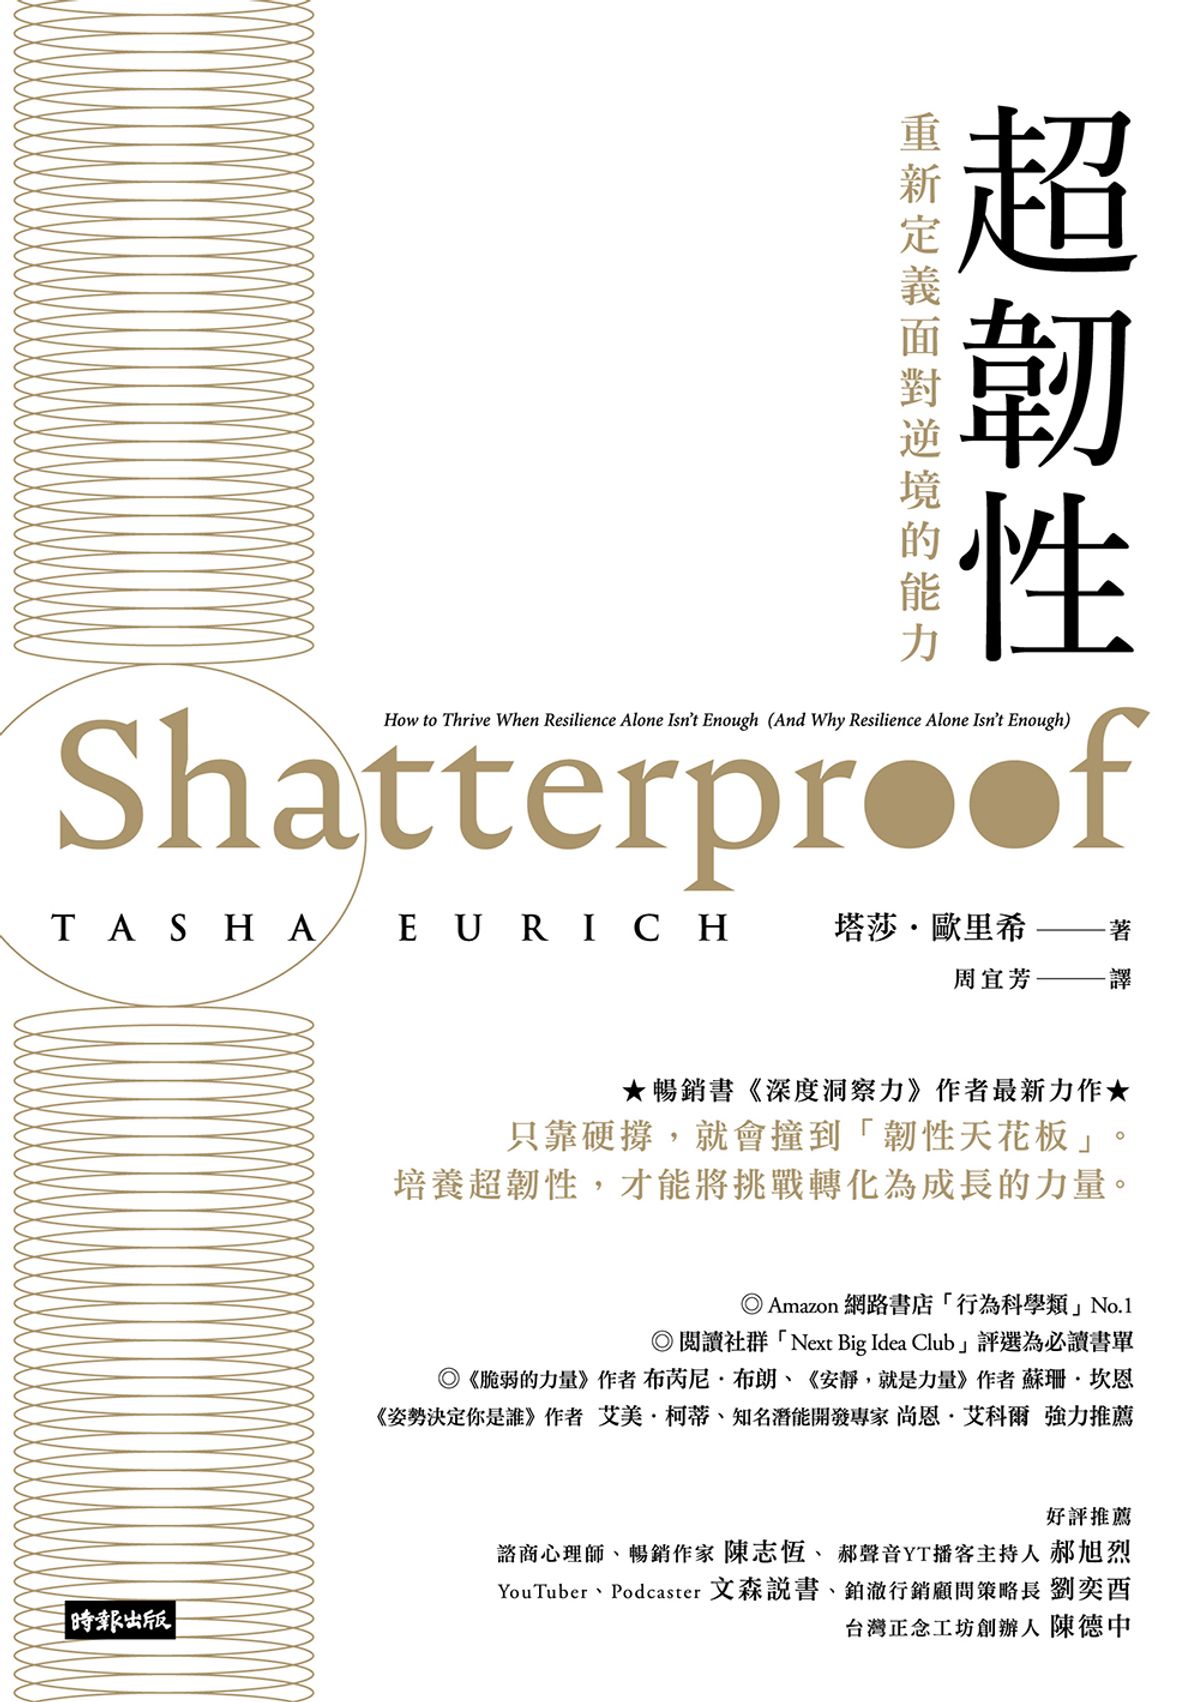 超韌性
重新定義面對逆境的能力
How to Thrive When Resilience Alone Isn't Enough (And Why Resilience Alone Isn't Enough)
Shatterproof
TASHA EURICH
塔莎・歐里希——著
周宜芳——譯
★暢銷書《深度洞察力》作者最新力作★
只靠硬撐，就會撞到「韌性天花板」。
培養超韌性，才能將挑戰轉化為成長的力量。
◎ Amazon 網路書店「行為科學類」No.1
◎ 閱讀社群「Next Big Idea Club」評選為必讀書單
◎《脆弱的力量》作者 布芮尼・布朗、《安靜，就是力量》作者 蘇珊・坎恩
《姿勢決定你是誰》作者 艾美・柯蒂、知名潛能開發專家 尚恩・艾科爾 強力推薦
好評推薦
諮商心理師、暢銷作家 陳志恆、郝聲音YT播客主持人 郝旭烈
YouTuber、Podcaster 文森說書、鉑澈行銷顧問策略長 劉奕酉
台灣正念工坊創辦人 陳德中
時報出版